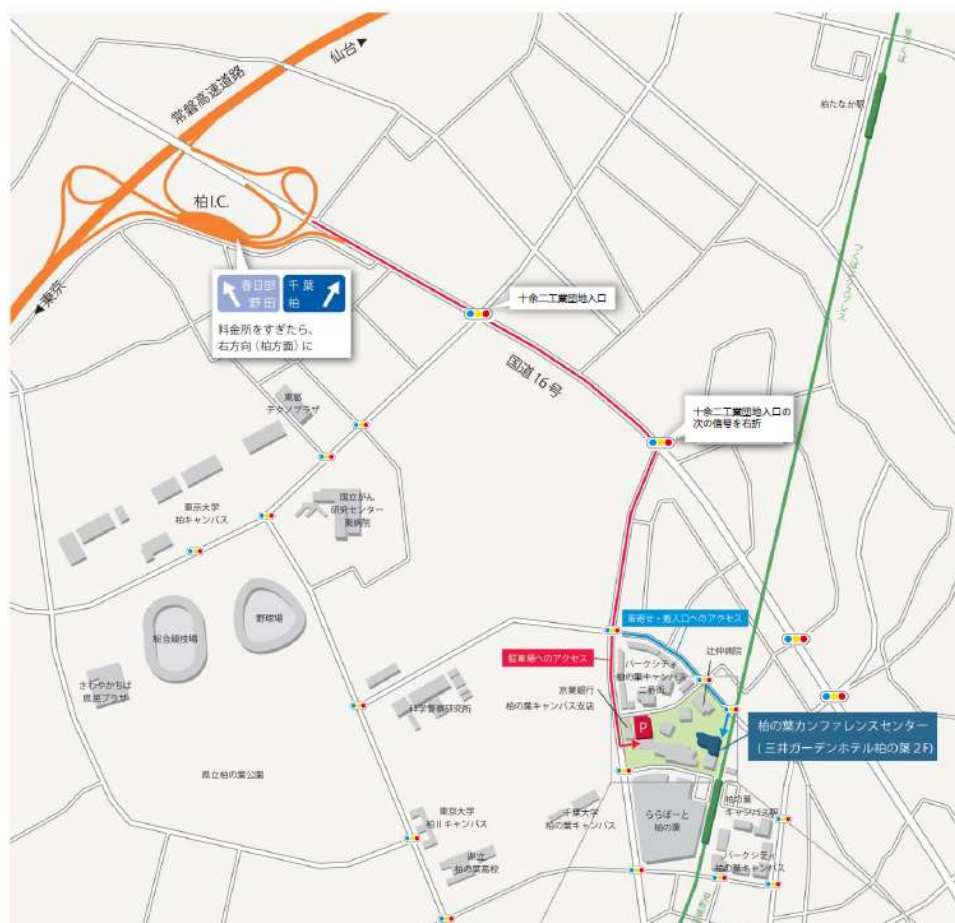 仙台
常磐高速道路
つくば
柏たなか駅
柏I.C.
つくばエクスプレス
東京
春日部
野田
千葉
柏
料金所をすぎたら、
右方向（柏方面）に
十余二工業団地入口
国道16号
十余二工業団地入口の
次の信号を右折
東葛
テクノプラザ
東京大学
柏キャンパス
国立がん
研究センター
東病院
総合競技場
野球場
さわやかちば
県民プラザ
科学警察研究所
県立柏の葉公園
車寄せ・搬入口へのアクセス
駐車場へのアクセス
パークシティ
柏の葉キャンパス
二番街
辻仲病院
京葉銀行
柏の葉キャンパス支店
P
柏の葉カンファレンスセンター
(三井ガーデンホテル柏の葉2F)
東京大学
柏IIキャンパス
県立
柏の葉高校
千葉大学
柏の葉キャンパス
ららぽーと
柏の葉
柏の葉
キャンパス駅
パークシティ
柏の葉キャンパス